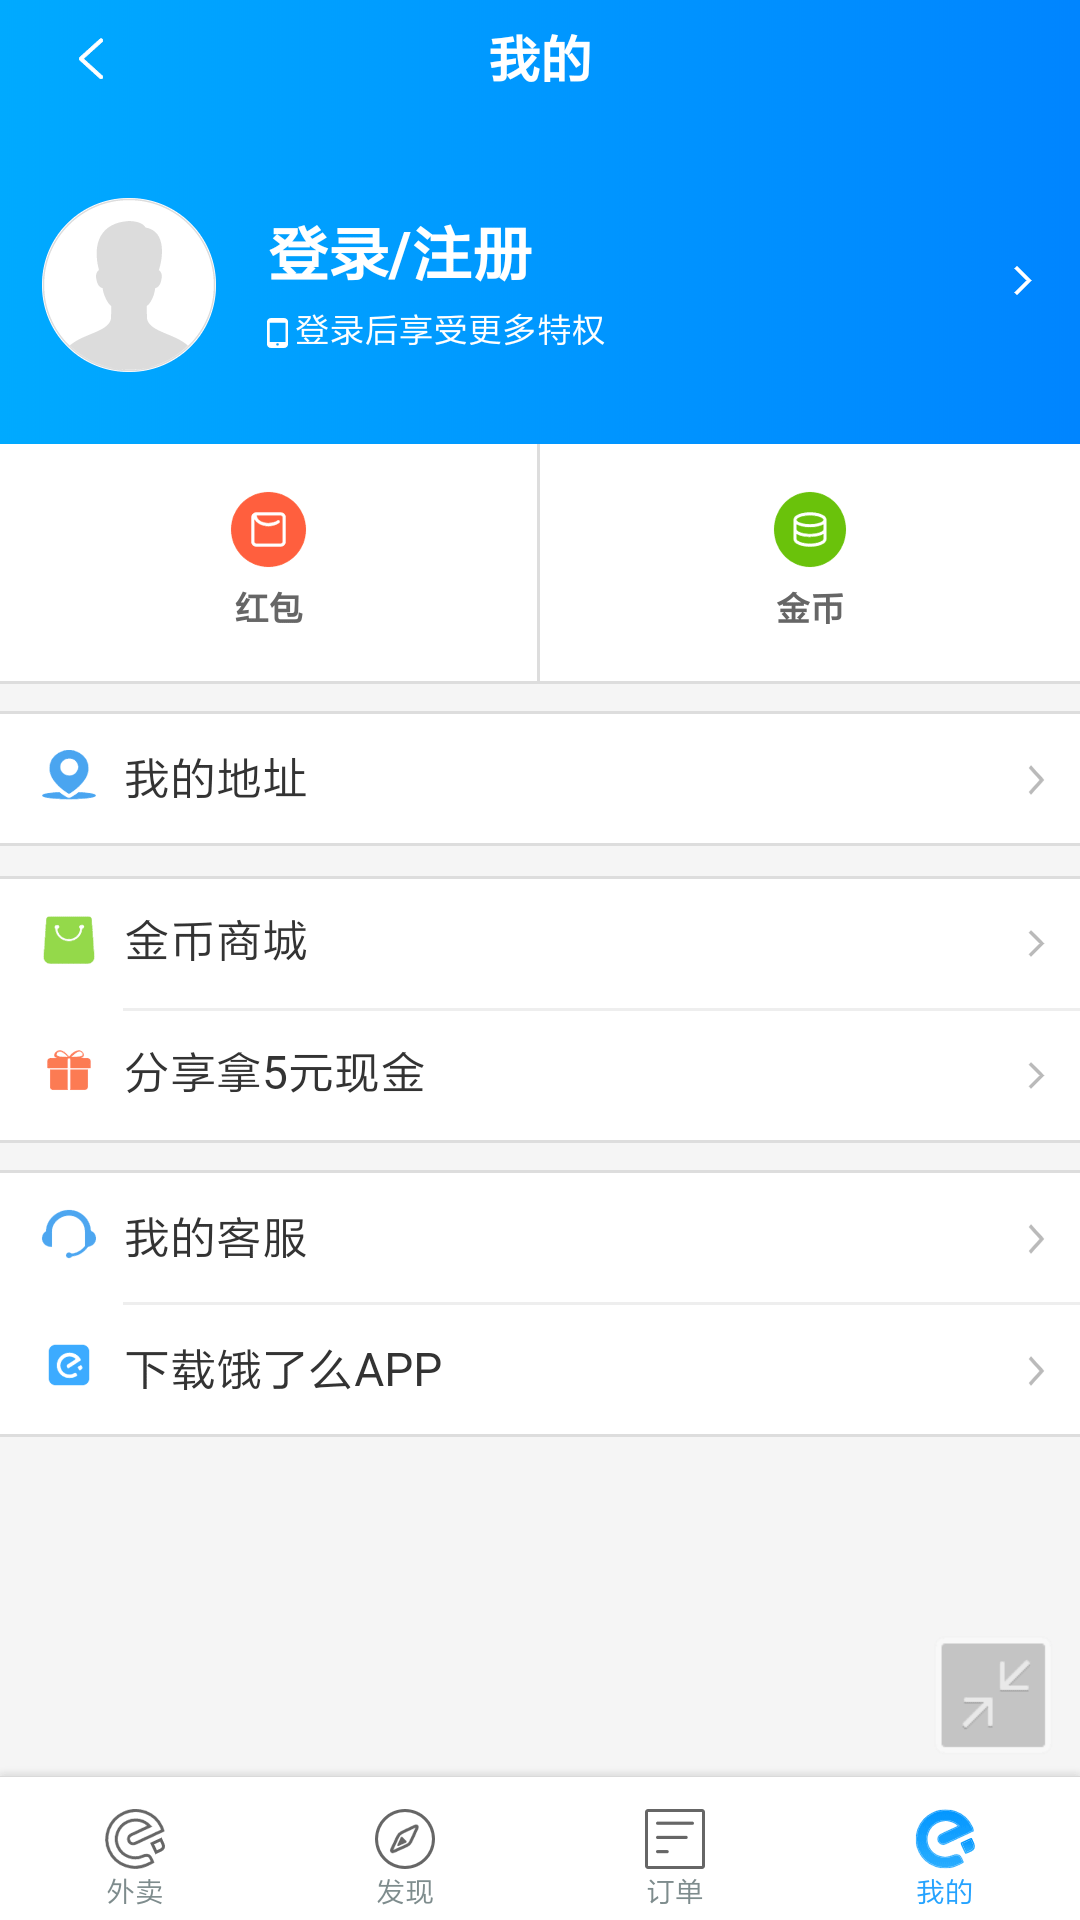 我的
登录/注册
登录后享受更多特权
红包
金币
我的地址
金币商城
分享拿5元现金
我的客服
下载饿了么APP
外卖
发现
订单
我的